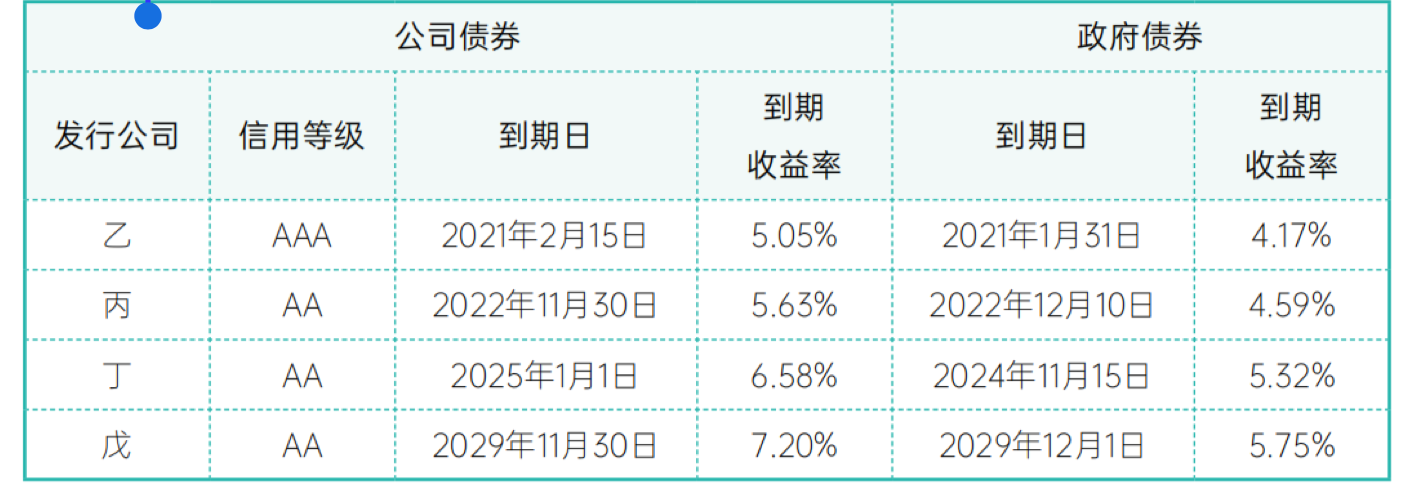 公司债券 政府债券
发行公司 信用等级 到期日 到期收益率 到期日 到期收益率
乙 AAA 2021年2月15日 5.05% 2021年1月31日 4.17%
丙 AA 2022年11月30日 5.63% 2022年12月10日 4.59%
丁 AA 2025年1月1日 6.58% 2024年11月15日 5.32%
戊 AA 2029年11月30日 7.20% 2029年12月1日 5.75%